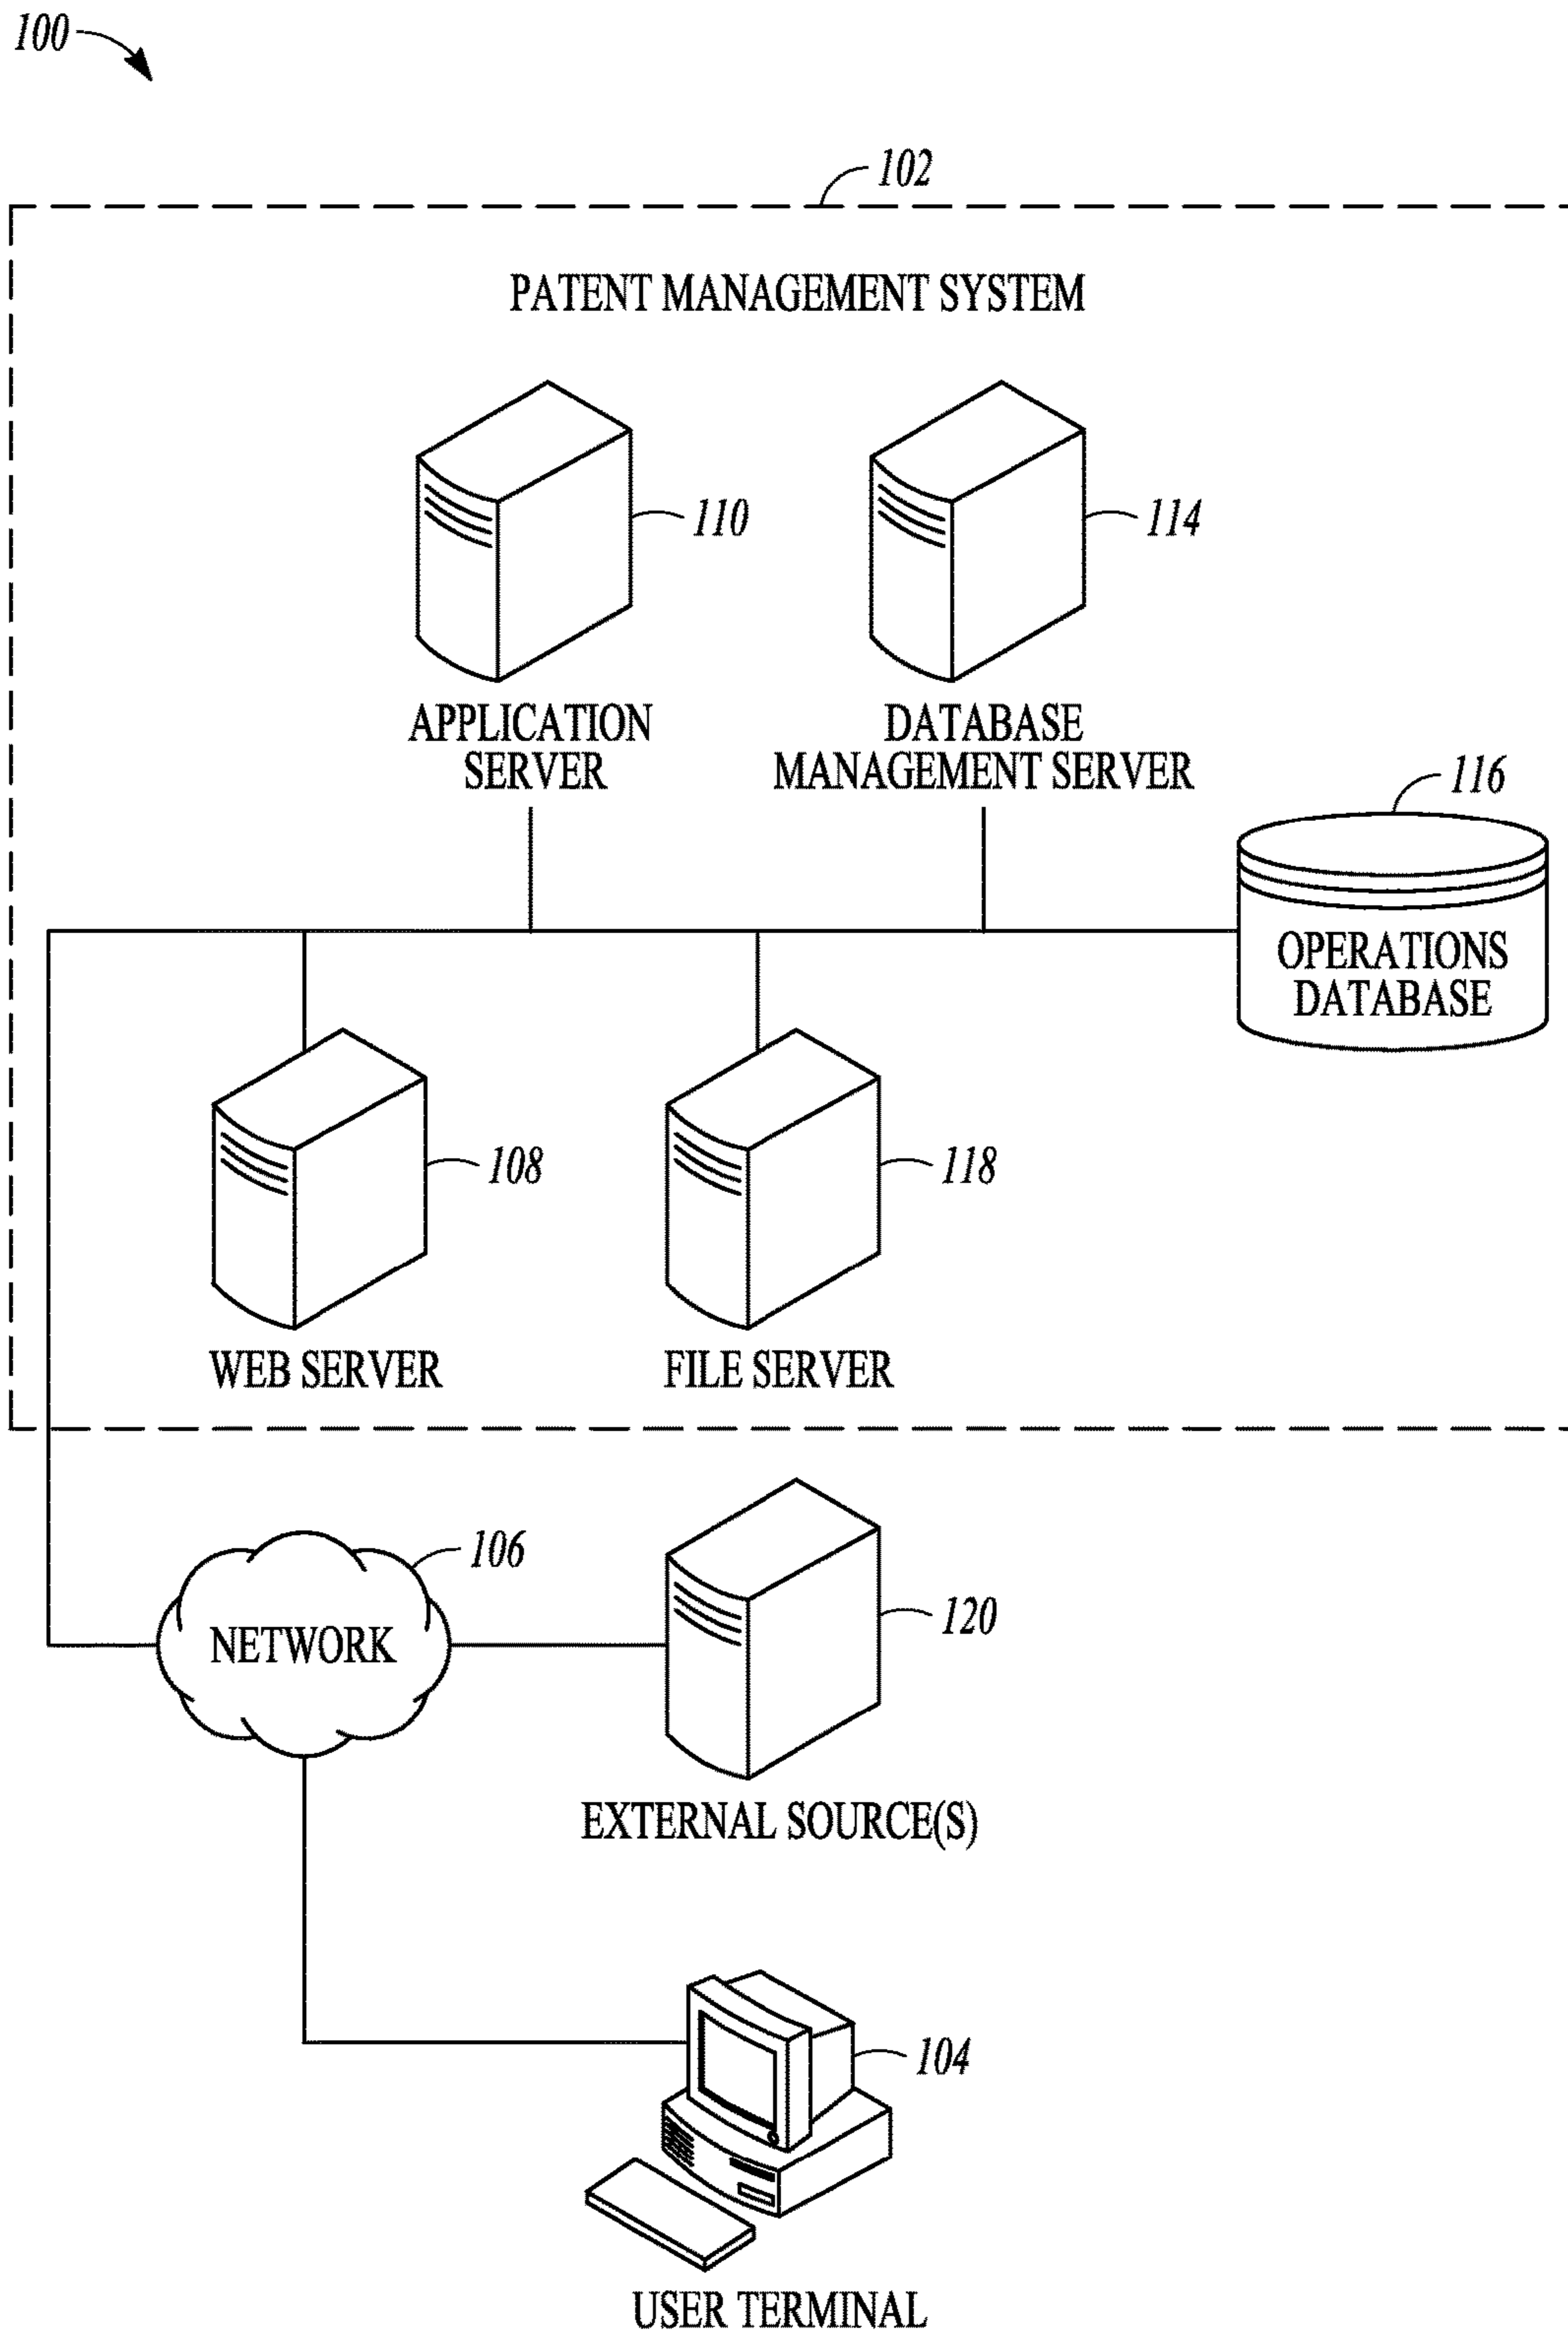 100
102
PATENT MANAGEMENT SYSTEM
110
114
APPLICATION
SERVER
DATABASE
MANAGEMENT SERVER
116
OPERATIONS
DATABASE
108
118
WEB SERVER
FILE SERVER
106
NETWORK
120
EXTERNAL SOURCE(S)
104
USER TERMINAL